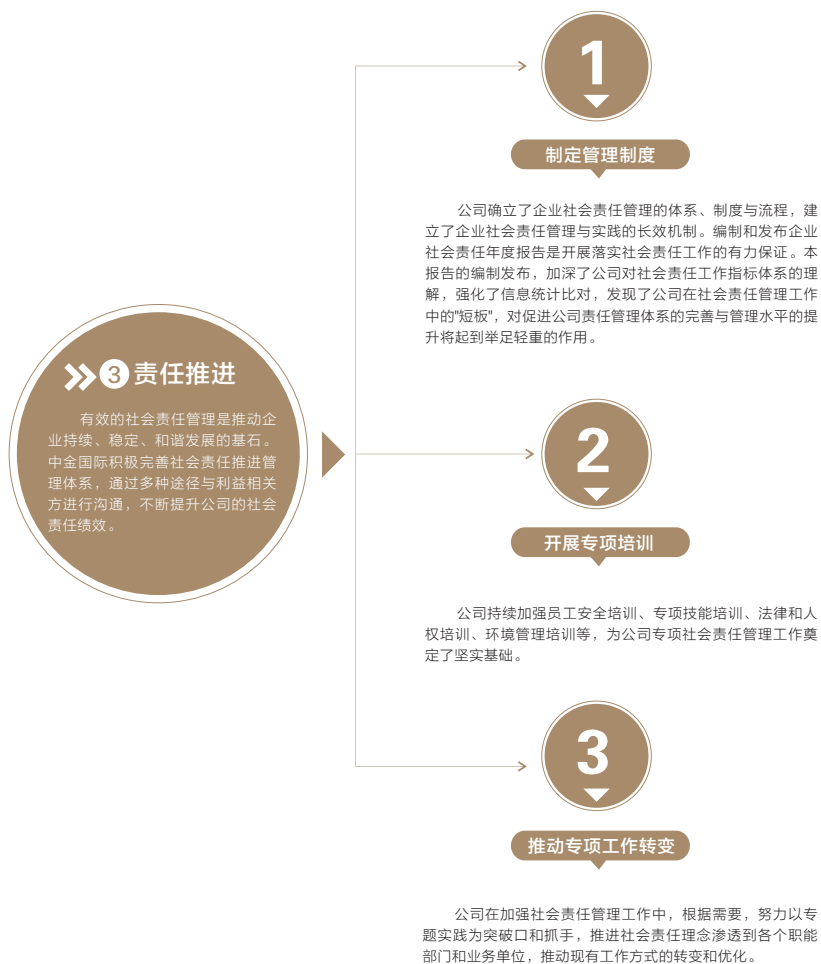 3 责任推进
有效的社会责任管理是推动企
业持续、稳定、和谐发展的基石。
中金国际积极完善社会责任推进管
理体系，通过多种途径与利益相关
方进行沟通，不断提升公司的社会
责任绩效。
1
制定管理制度
公司确立了企业社会责任管理的体系、制度与流程，建
立了企业社会责任管理与实践的长效机制。编制和发布企业
社会责任年度报告是开展落实社会责任工作的有力保证。本
报告的编制发布，加深了公司对社会责任工作指标体系的理
解，强化了信息统计比对，发现了公司在社会责任管理工作
中的"短板"，对促进公司责任管理体系的完善与管理水平的提
升将起到举足轻重的作用。
2
开展专项培训
公司持续加强员工安全培训、专项技能培训、法律和人
权培训、环境管理培训等，为公司专项社会责任管理工作奠
定了坚实基础。
3
推动专项工作转变
公司在加强社会责任管理工作中，根据需要，努力以专
题实践为突破口和抓手，推进社会责任理念渗透到各个职能
部门和业务单位，推动现有工作方式的转变和优化。